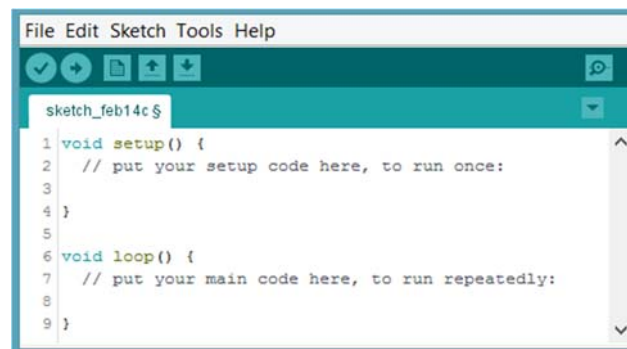 File Edit Sketch Tools Help
sketch_feb14c §
1 void setup() {
2 // put your setup code here, to run once:
3
4 }
5
6 void loop() {
7 // put your main code here, to run repeatedly:
8
9 }